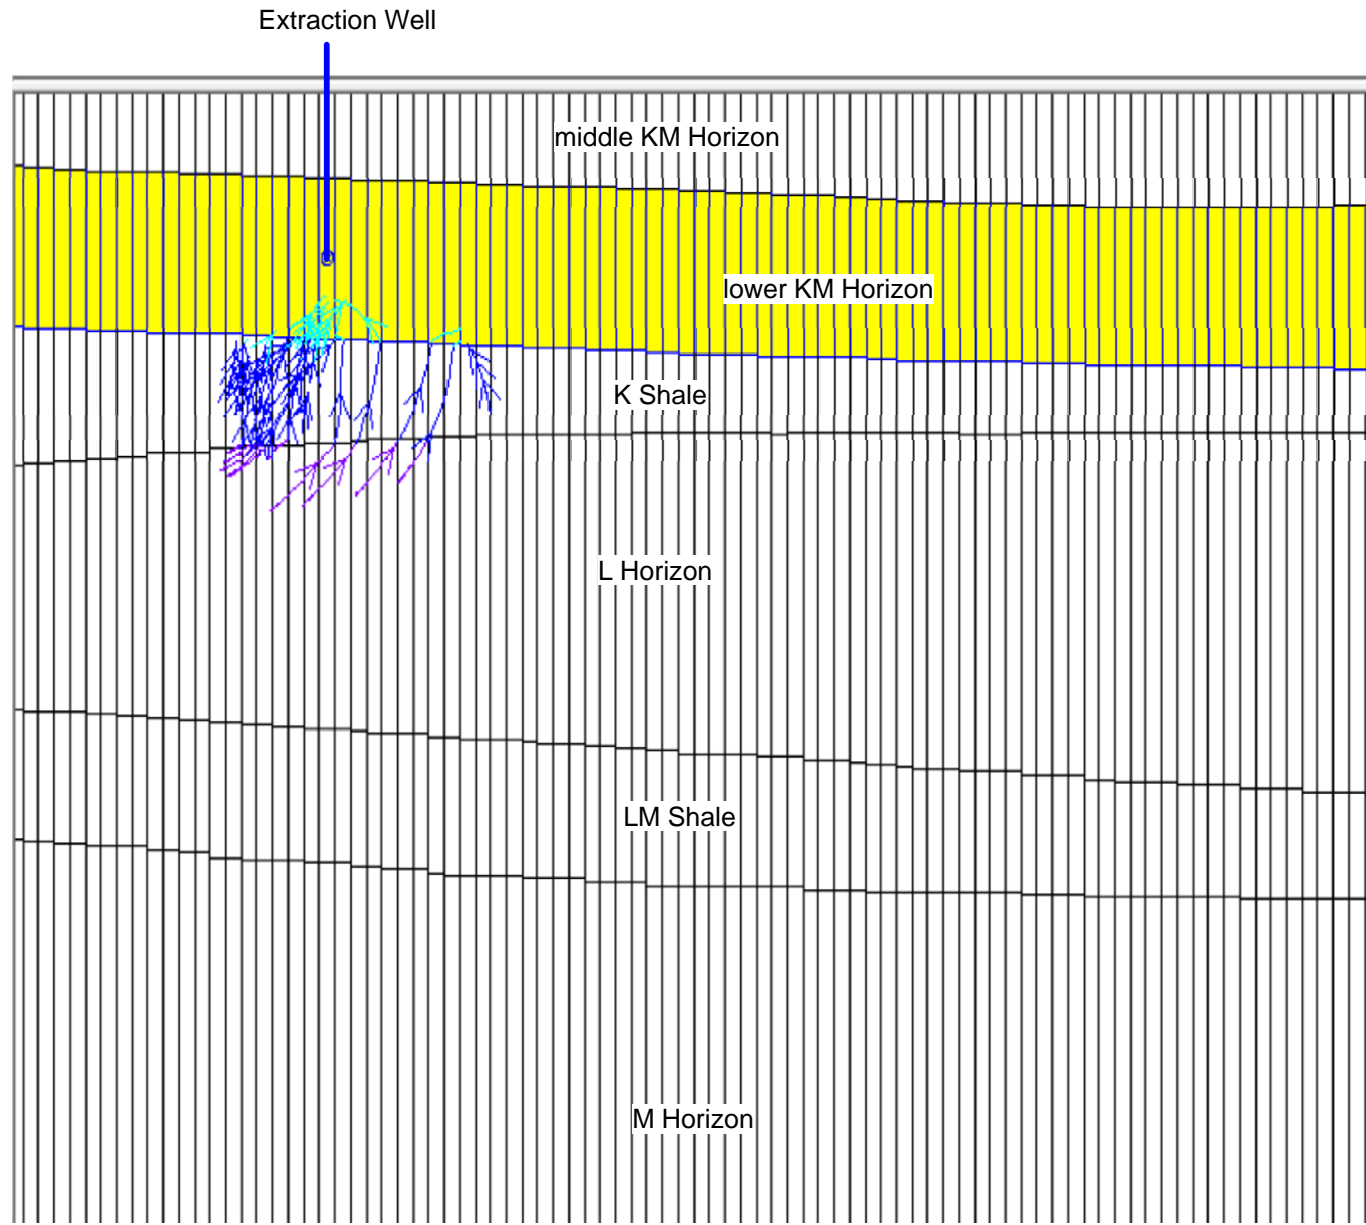 Extraction Well
middle KM Horizon
lower KM Horizon
K Shale
L Horizon
LM Shale
M Horizon